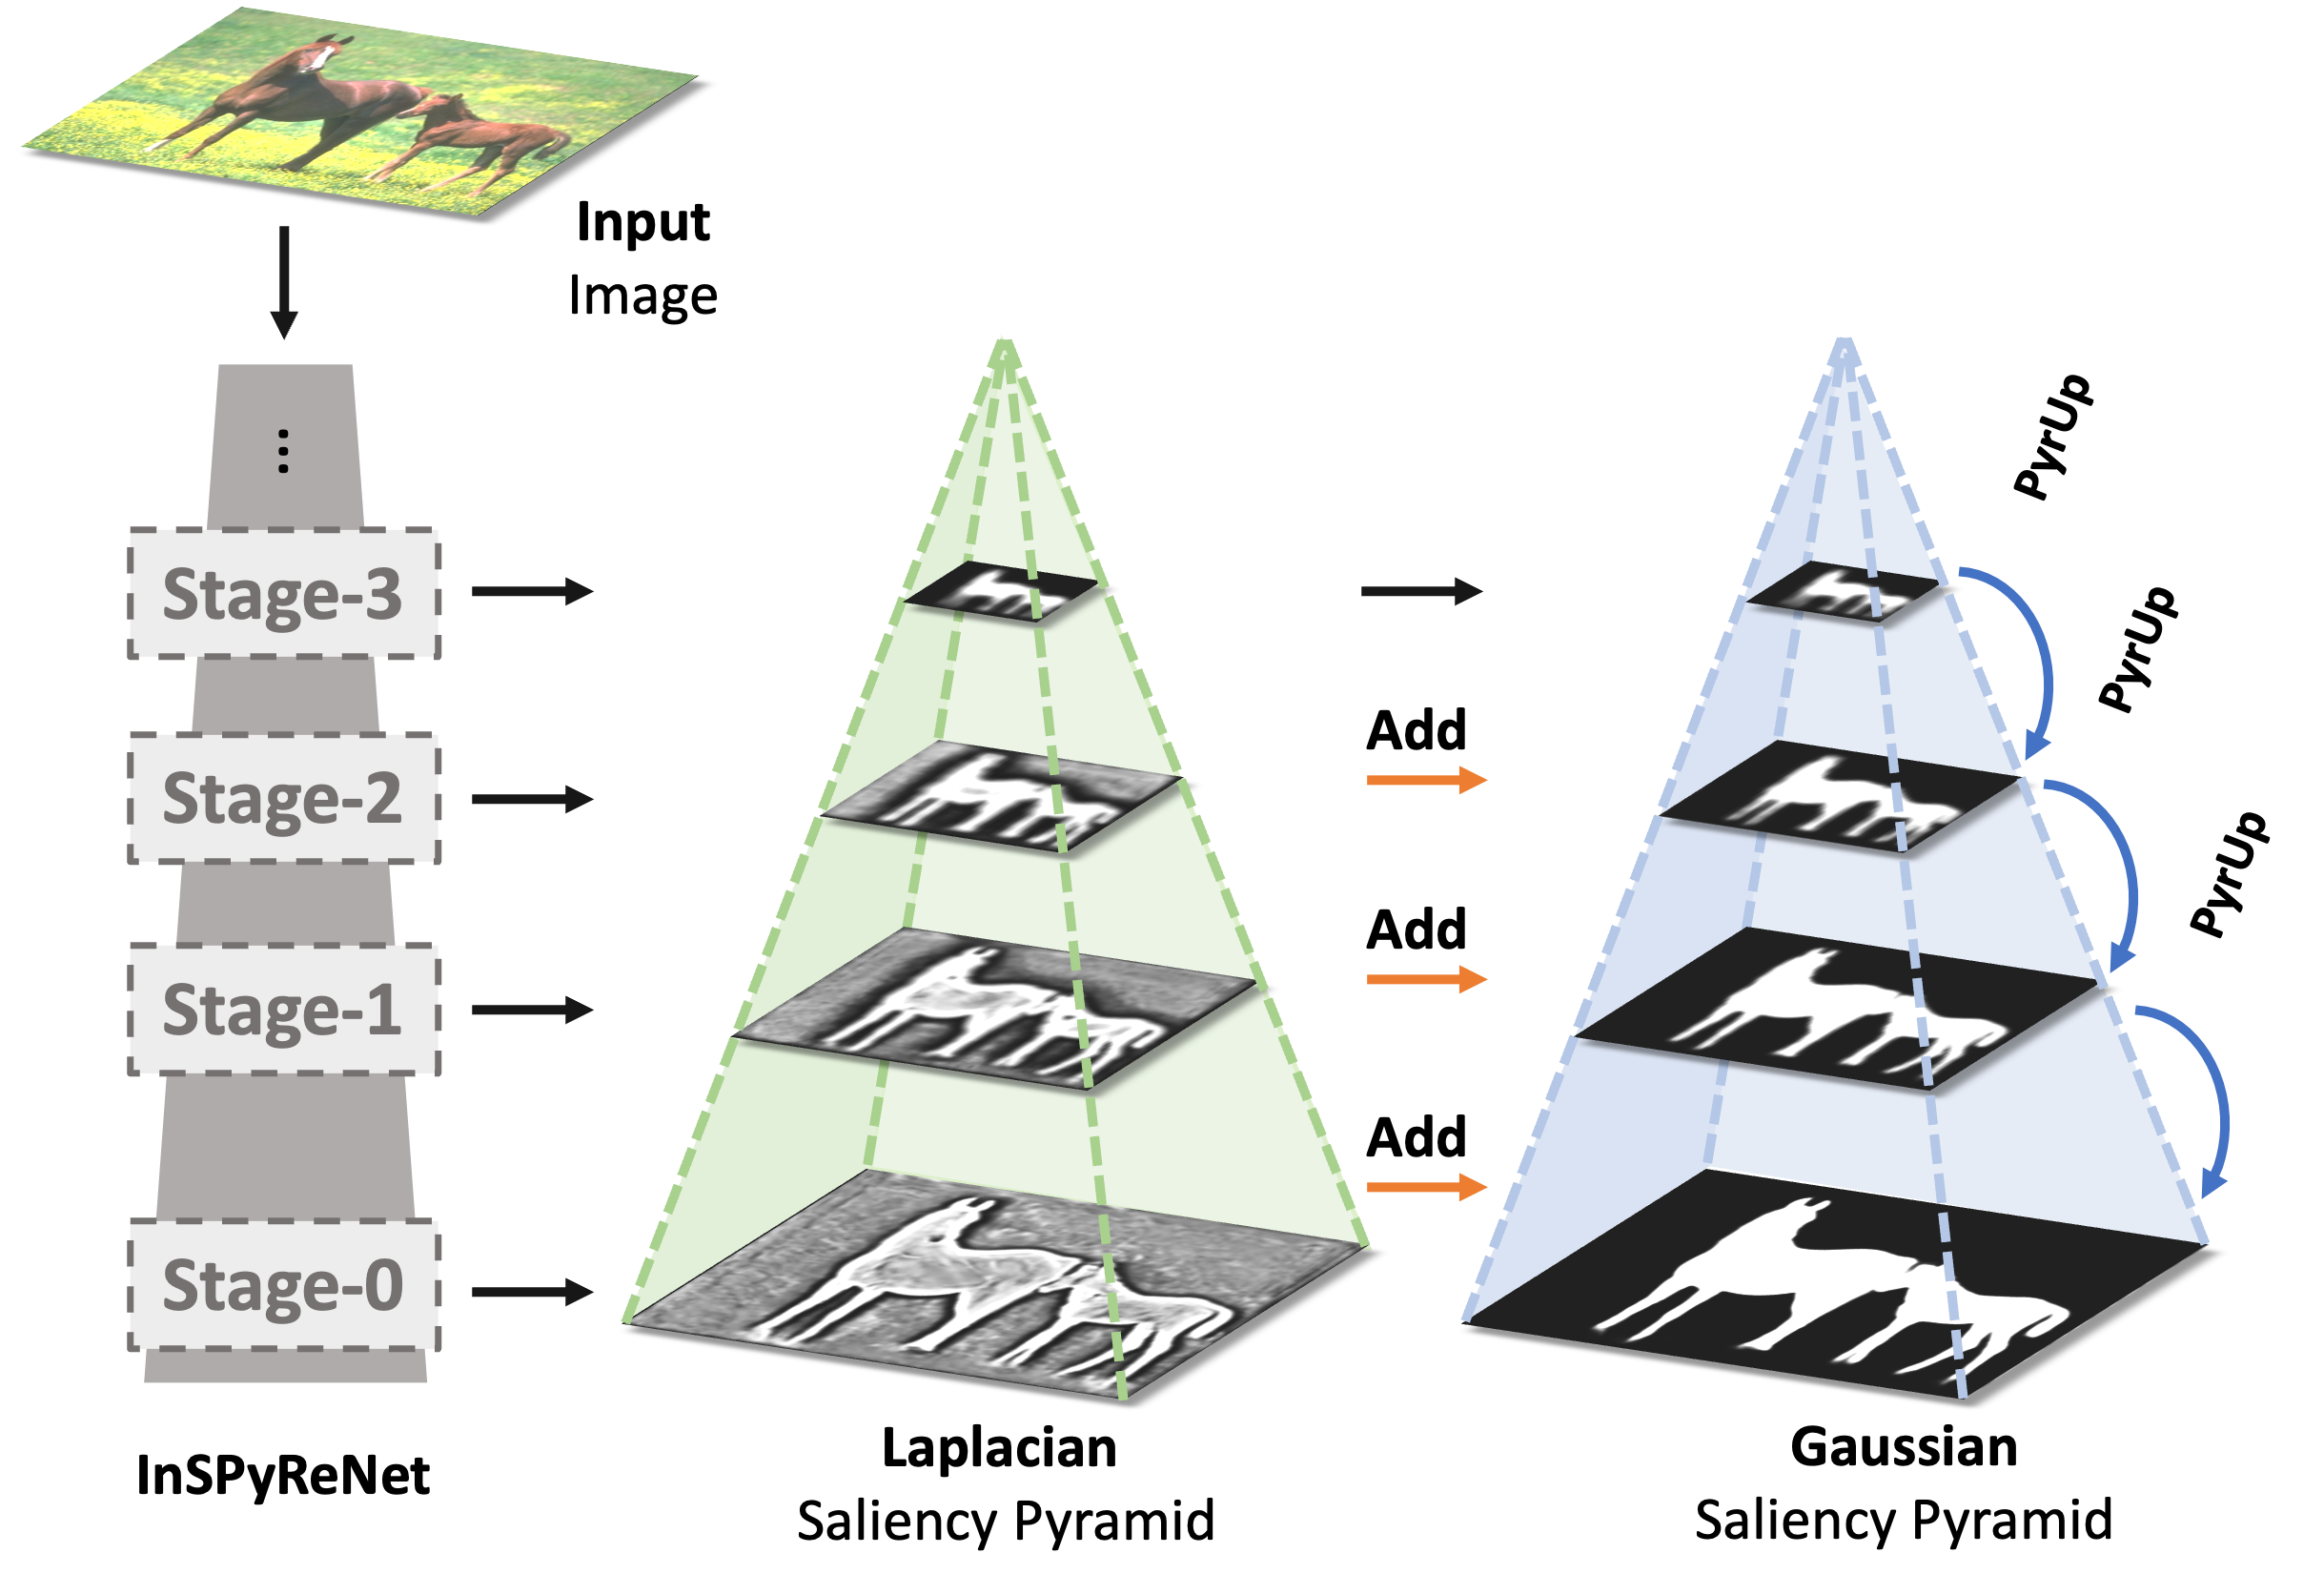 Input
Image
⋮
Stage-3
Stage-2
Stage-1
Stage-0
InSPyReNet
Add
Add
Add
Laplacian
Saliency Pyramid
PyrUp
PyrUp
PyrUp
Gaussian
Saliency Pyramid